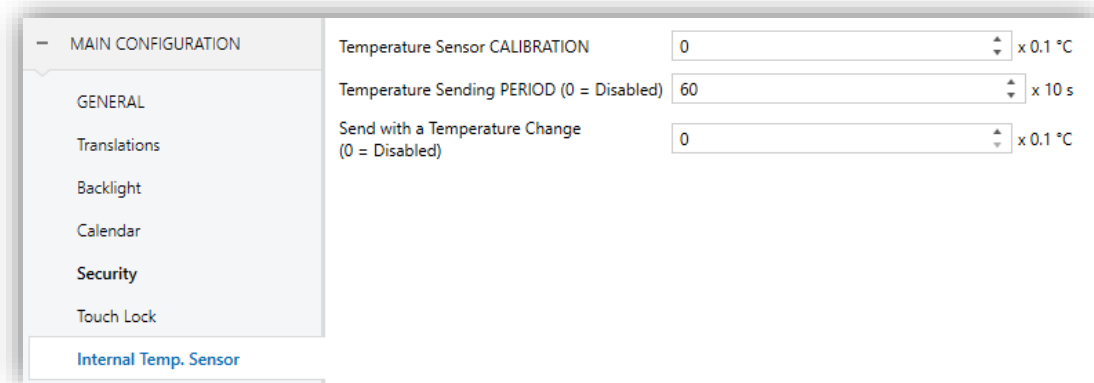 MAIN CONFIGURATION
GENERAL
Translations
Backlight
Calendar
Security
Touch Lock
Internal Temp. Sensor
Temperature Sensor CALIBRATION 0 x 0.1 °C
Temperature Sending PERIOD (0 = Disabled) 60 x 10 s
Send with a Temperature Change
(0 = Disabled) 0 x 0.1 °C